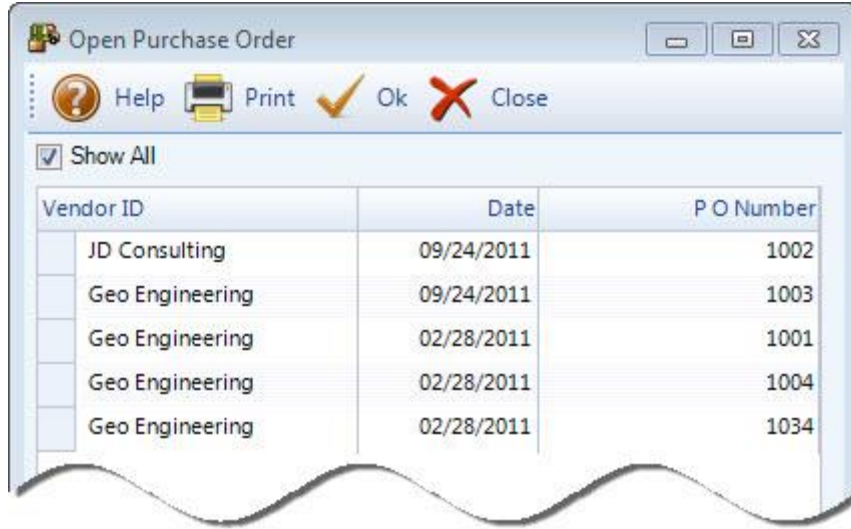 Open Purchase Order
Help Print Ok Close
Show All
Vendor ID Date P O Number
JD Consulting 09/24/2011 1002
Geo Engineering 09/24/2011 1003
Geo Engineering 02/28/2011 1001
Geo Engineering 02/28/2011 1004
Geo Engineering 02/28/2011 1034